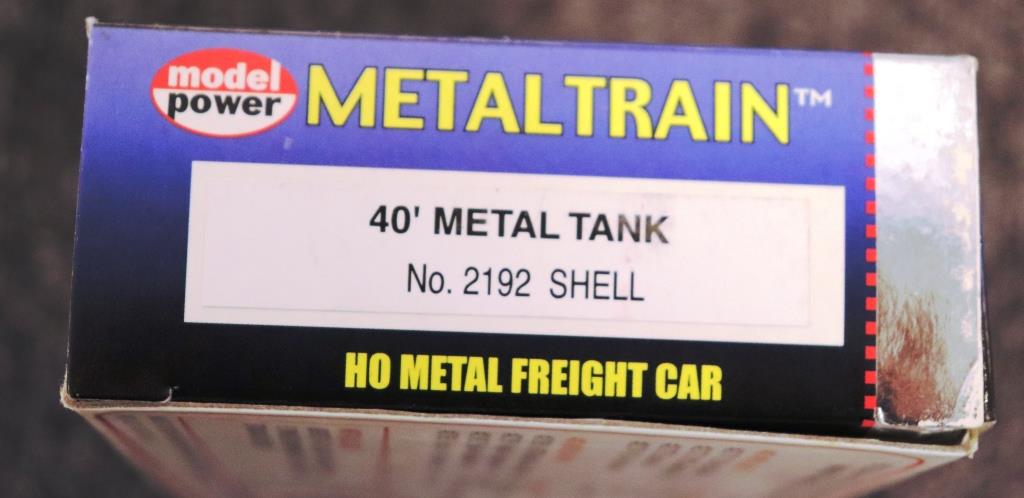 model
power
METALTRAIN™
40' METAL TANK
No. 2192 SHELL
HO METAL FREIGHT CAR